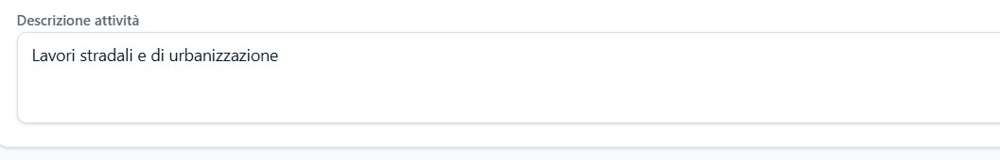 Descrizione attività
Lavori stradali e di urbanizzazione